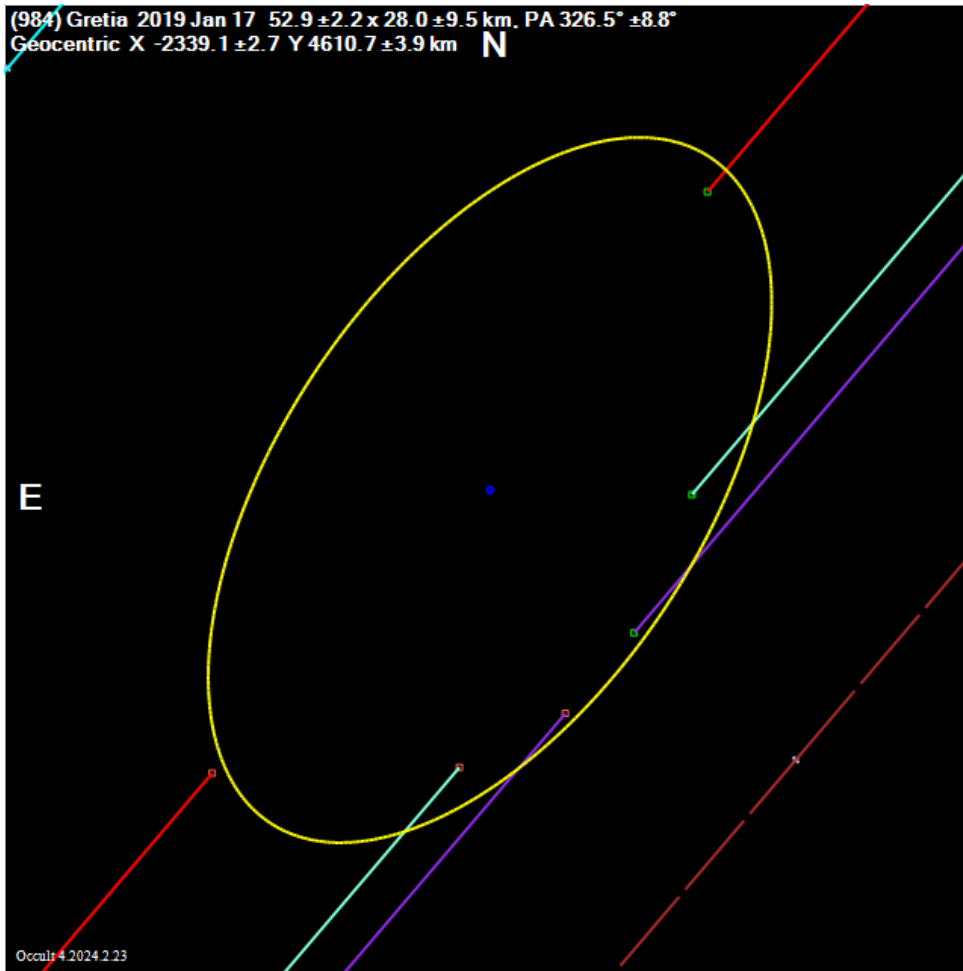 (984) Gretia 2019 Jan 17 52.9 ±2.2 x 28.0 ±9.5 km, PA 326.5° ±8.8°
Geocentric X -2339.1 ±2.7 Y 4610.7 ±3.9 km
N
E
Occult 4.2024.2.23